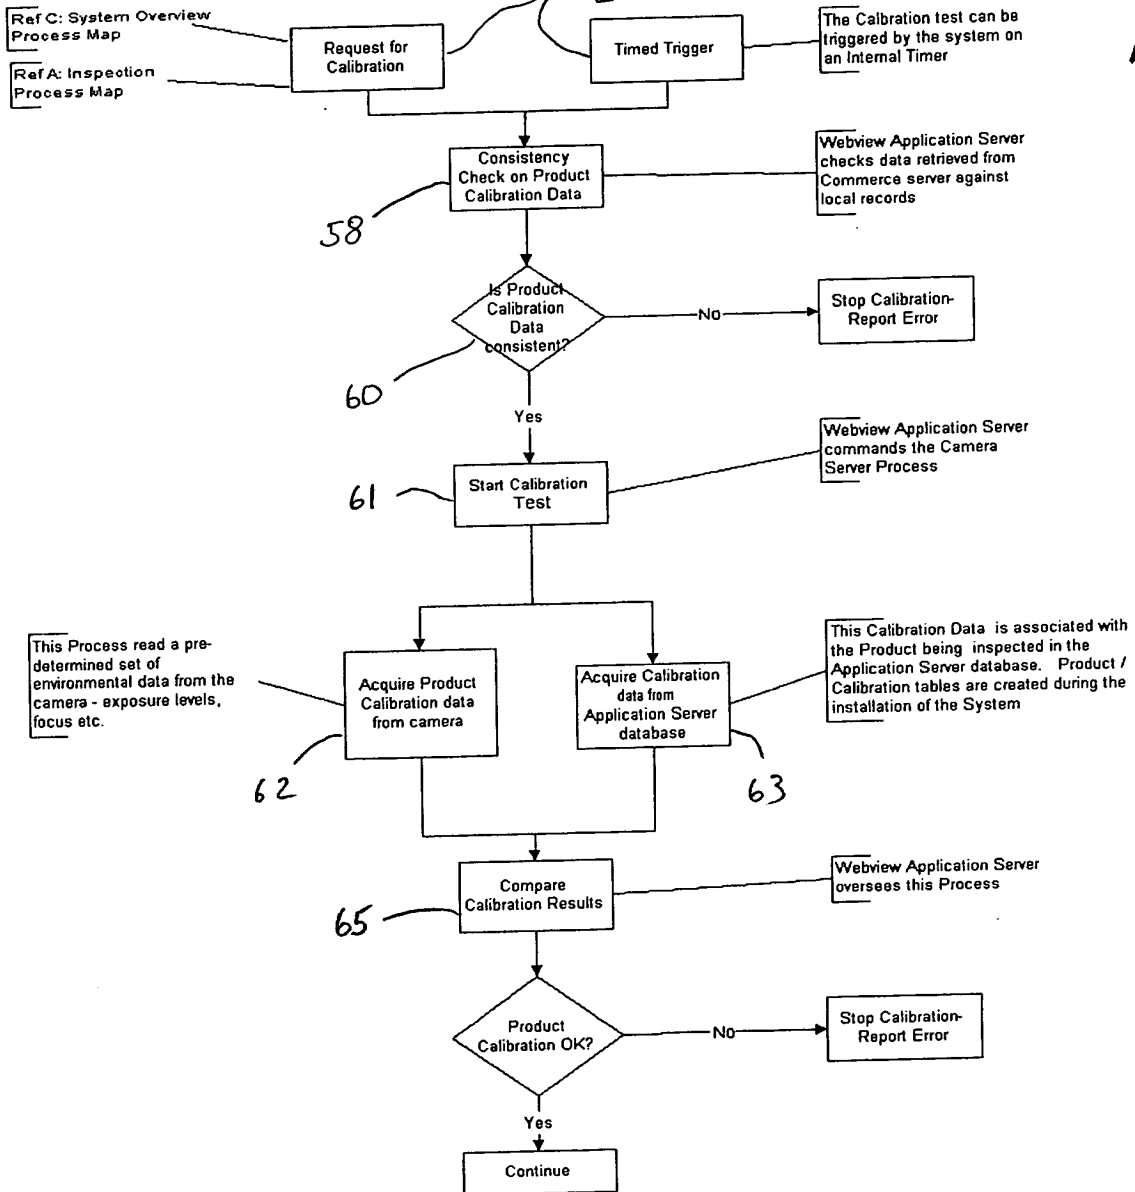 Ref C: System Overview
Process Map
Ref A: Inspection
Process Map
Request for
Calibration
Timed Trigger
The Calbration test can be
triggered by the system on
an Internal Timer
Consistency
Check on Product
Calibration Data
58
Webview Application Server
checks data retrieved from
Commerce server against
local records
Is Product
Calibration
Data
consistent?
60
No
Stop Calibration-
Report Error
Yes
Webview Application Server
commands the Camera
Server Process
Start Calibration
Test
61
This Process read a pre-
determined set of
environmental data from the
camera - exposure levels,
focus etc.
Acquire Product
Calibration data
from camera
62
Acquire Calibration
data from
Application Server
database
63
This Calibration Data is associated with
the Product being inspected in the
Application Server database. Product /
Calibration tables are created during the
installation of the System
Compare
Calibration Results
65
Webview Application Server
oversees this Process
Product
Calibration OK?
No
Stop Calibration-
Report Error
Yes
Continue